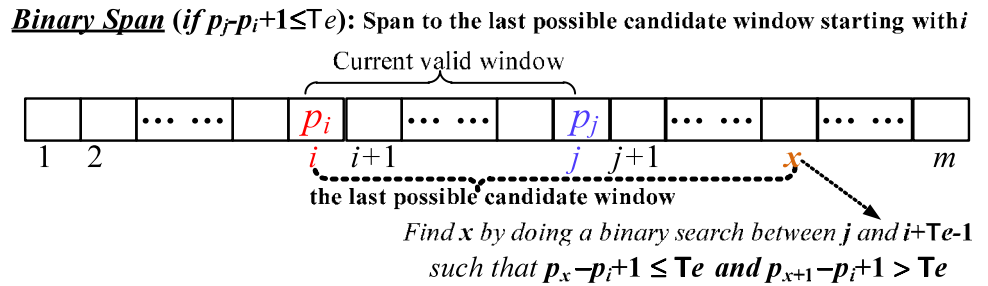 Binary Span (if pj-pi+1≤Te): Span to the last possible candidate window starting with i
Current valid window
... ... pi ... ... pj ... ... ... ...
1 2 i i+1 j j+1 x m
the last possible candidate window
Find x by doing a binary search between j and i+Te-1
such that px–pi+1 ≤ Te and px+1–pi+1 > Te